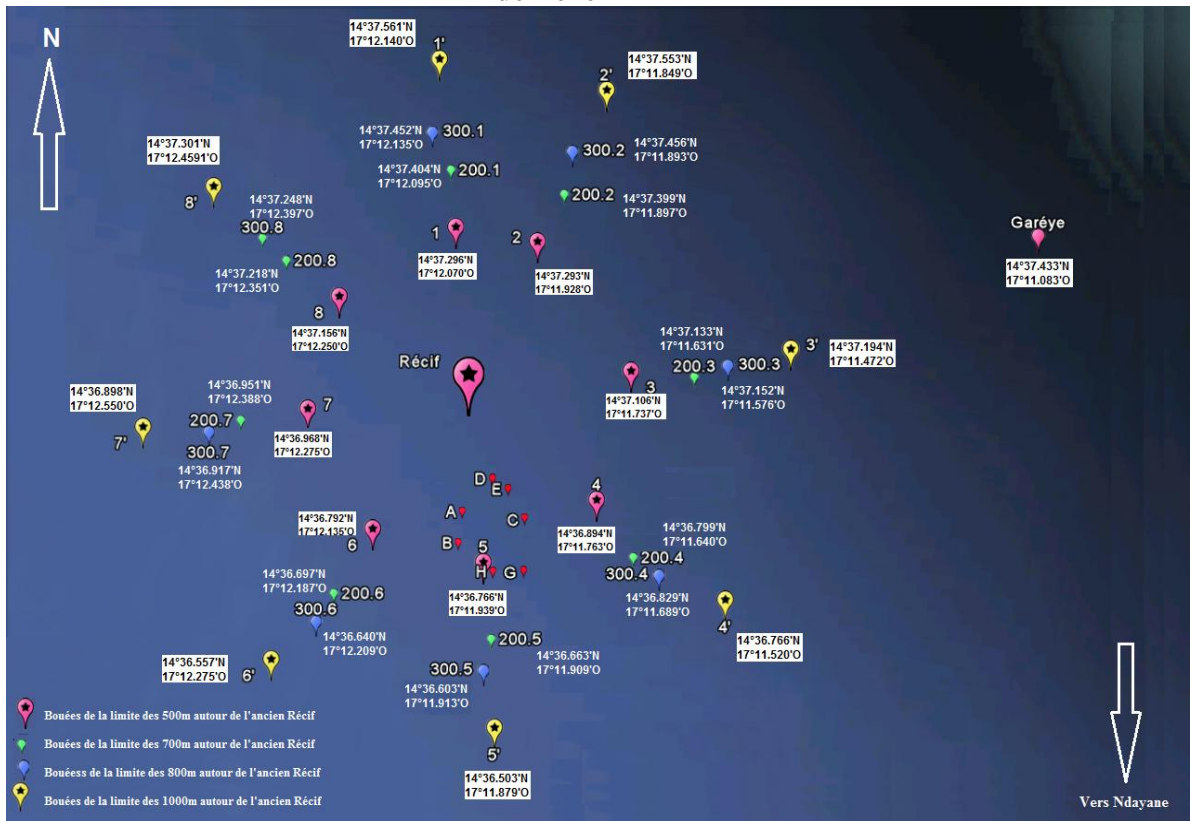 N
14°37.561'N
17°12.140'O
1'
14°37.553'N
17°11.849'O
2'
14°37.452'N
17°12.135'O
300.1
14°37.456'N
17°11.893'O
300.2
14°37.301'N
17°12.4591'O
8'
14°37.404'N
17°12.095'O
200.1
200.2
14°37.399'N
17°11.897'O
14°37.248'N
17°12.397'O
300.8
1
2
Garéye
200.8
14°37.296'N
17°12.070'O
14°37.293'N
17°11.928'O
14°37.433'N
17°11.083'O
14°37.218'N
17°12.351'O
8
14°37.156'N
17°12.250'O
14°37.133'N
17°11.631'O
3'
14°37.194'N
17°11.472'O
Récif
200.3
300.3
3
14°37.106'N
17°11.737'O
14°37.152'N
17°11.576'O
14°36.898'N
17°12.550'O
14°36.951'N
17°12.388'O
7
200.7
7'
300.7
14°36.968'N
17°12.275'O
14°36.917'N
17°12.438'O
D
E
4
A
C
14°36.792'N
17°12.135'O
6
14°36.894'N
17°11.763'O
14°36.799'N
17°11.640'O
B
5
200.4
H
G
300.4
14°36.697'N
17°12.187'O
200.6
14°36.766'N
17°11.939'O
14°36.829'N
17°11.689'O
300.6
4'
14°36.640'N
17°12.209'O
200.5
14°36.766'N
17°11.520'O
14°36.557'N
17°12.275'O
6'
300.5
14°36.663'N
17°11.909'O
14°36.603'N
17°11.913'O
5'
14°36.503'N
17°11.879'O
Bouées de la limite des 500m autour de l'ancien Récif
Bouées de la limite des 700m autour de l'ancien Récif
Bouéess de la limite des 800m autour de l'ancien Récif
Bouées de la limite des 1000m autour de l'ancien Récif
Vers Ndayane